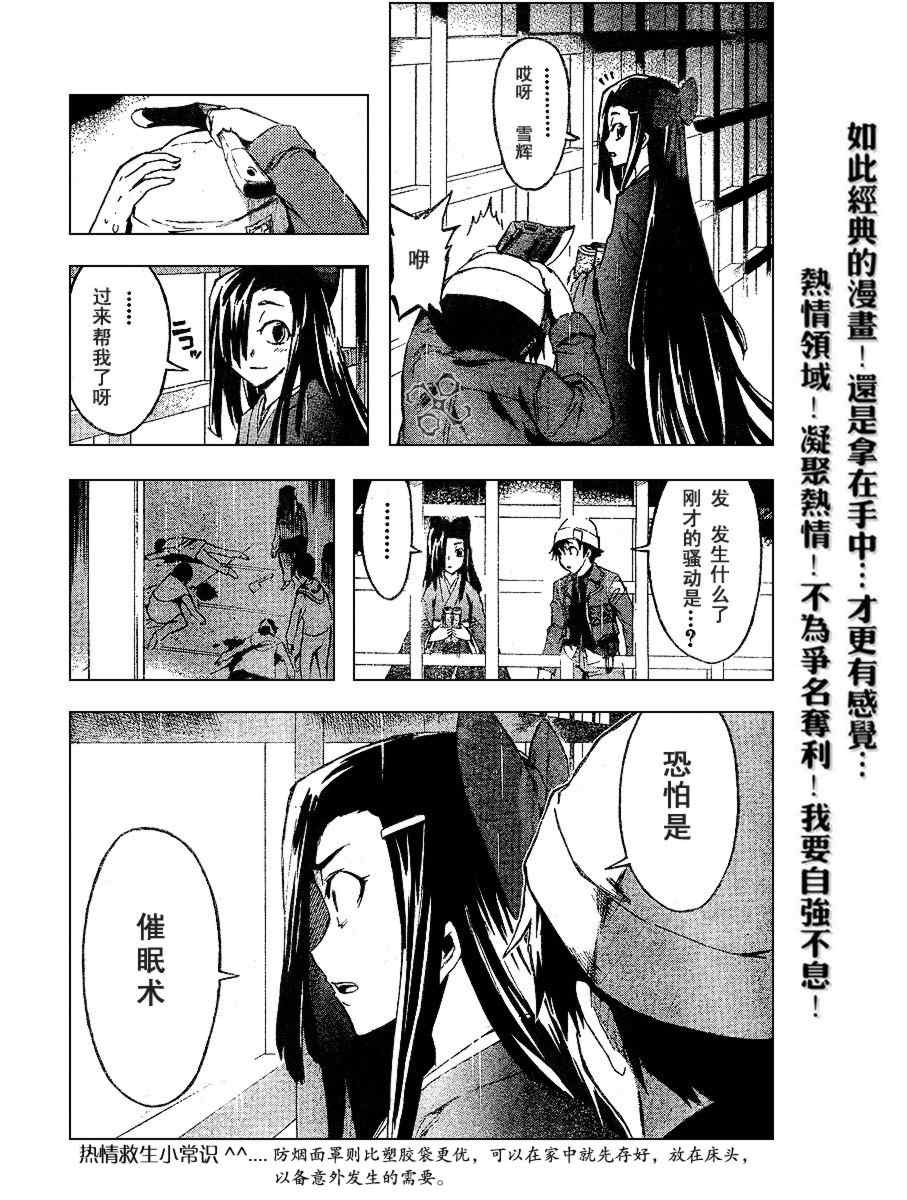 ……
哎呀　雪辉
咿
……
过来帮我了呀
发　发生什么了
刚才的骚动是…？
……
恐怕是
催眠术
如此經典的漫畫！還是拿在手中…才更有感覺…
熱情領域！凝聚熱情！不為爭名奪利！我要自強不息！
热情救生小常识 ^^.... 防烟面罩则比塑胶袋更优，可以在家中就先存好，放在床头，
以备意外发生的需要。